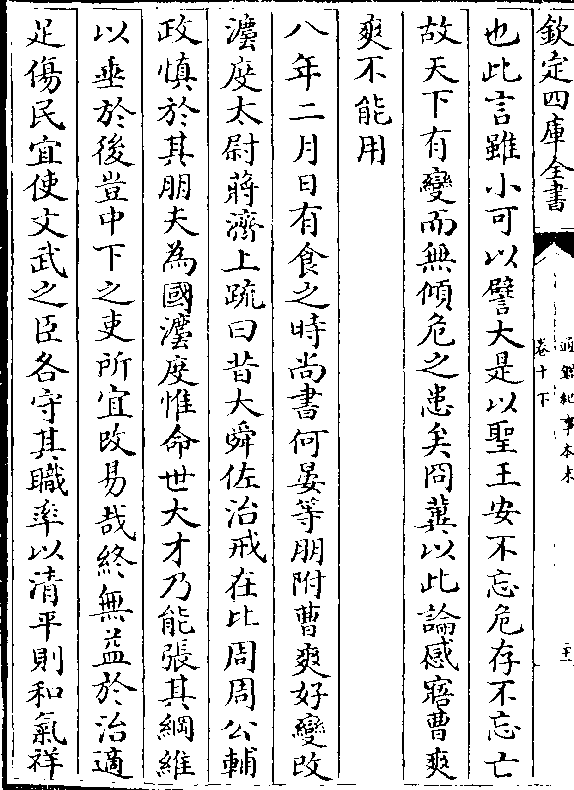 欽定四庫全書
通鑑紀事本末
卷十下
也此言雖小可以譬大是以聖王安不忘危存不忘亡
故天下有變而無傾危之患矣冏冀以此論感寤曹爽
爽不能用
八年二月日有食之時尚書何晏等朋附曹爽好變改
灋度太尉蔣濟上疏曰昔大舜佐治戒在比周周公輔
政慎於其朋夫為國灋度惟命世大才乃能張其綱維
以垂於後豈中下之吏所宜改易哉終無益於治適
足傷民宜使文武之臣各守其職率以清平則和氣祥